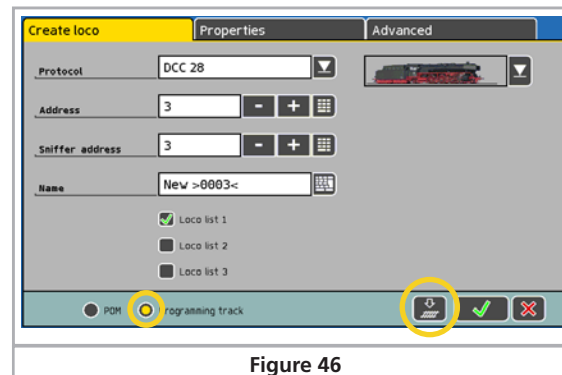 Create loco Properties Advanced
Protocol DCC 28
Address 3 - +
Sniffer address 3 - +
Name New >0003<
Loco list 1
Loco list 2
Loco list 3
POM Programming track
Figure 46